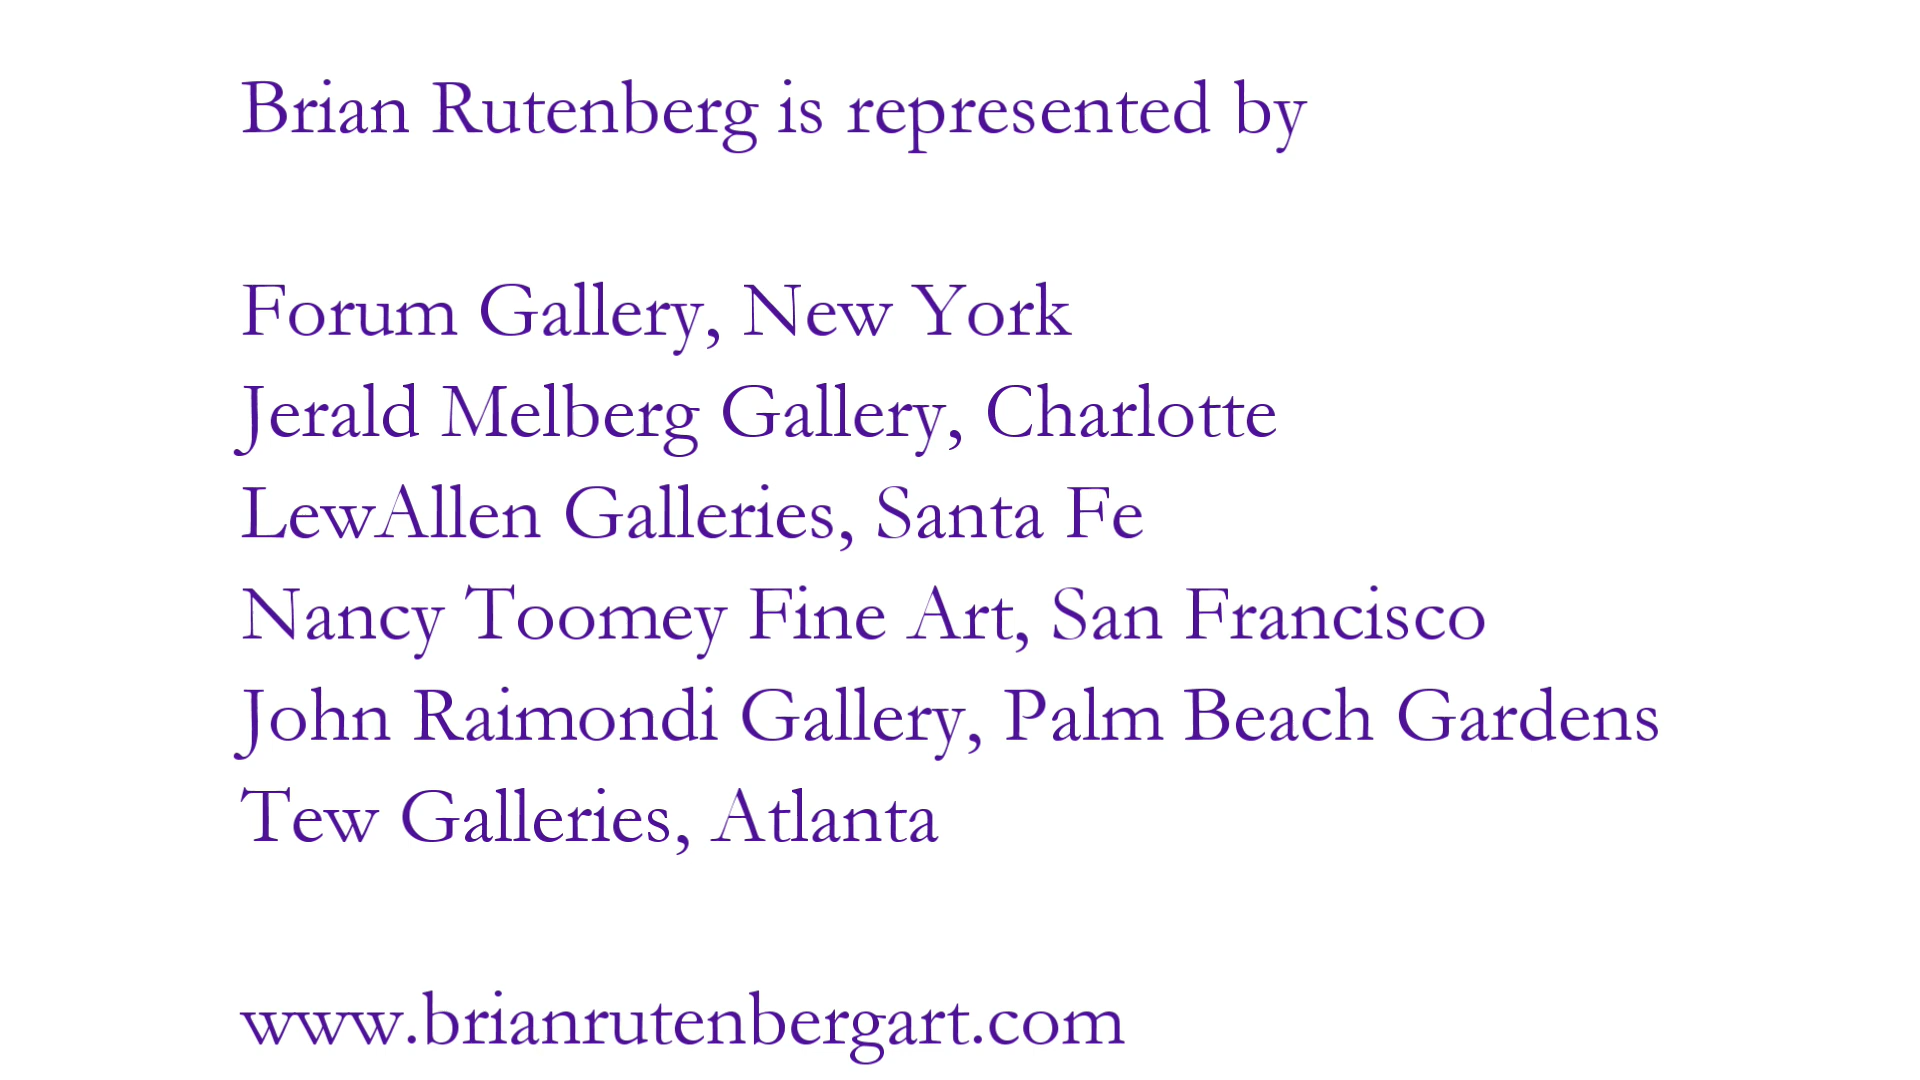 Brian Rutenberg is represented by
Forum Gallery, New York
Jerald Melberg Gallery, Charlotte
LewAllen Galleries, Santa Fe
Nancy Toomey Fine Art, San Francisco
John Raimondi Gallery, Palm Beach Gardens
Tew Galleries, Atlanta
www.brianrutenbergart.com